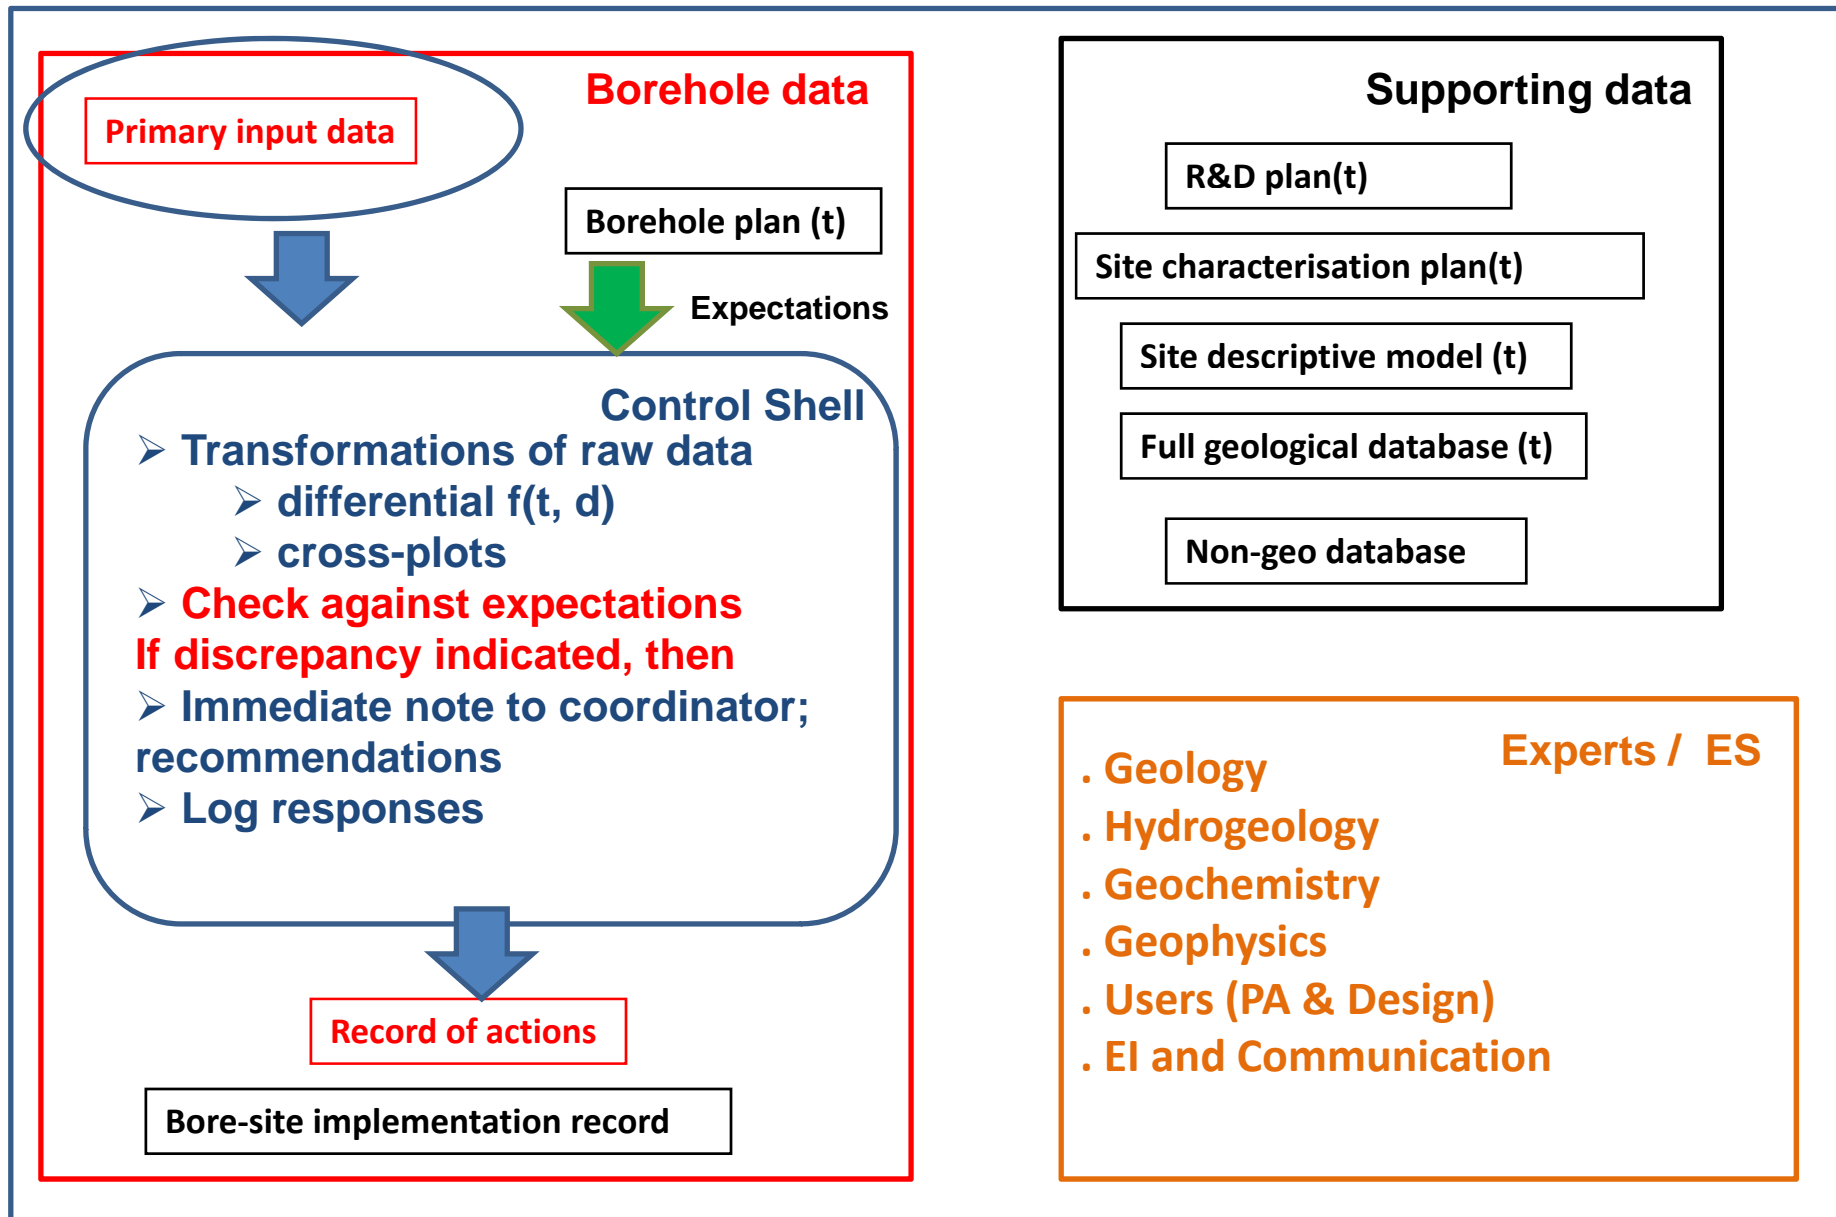 Borehole data
Primary input data
Borehole plan (t)
Expectations
Control Shell
➢ Transformations of raw data
➢ differential f(t, d)
➢ cross-plots
➢ Check against expectations
If discrepancy indicated, then
➢ Immediate note to coordinator;
recommendations
➢ Log responses
Record of actions
Bore-site implementation record
Supporting data
R&D plan(t)
Site characterisation plan(t)
Site descriptive model (t)
Full geological database (t)
Non-geo database
Experts / ES
. Geology
. Hydrogeology
. Geochemistry
. Geophysics
. Users (PA & Design)
. EI and Communication